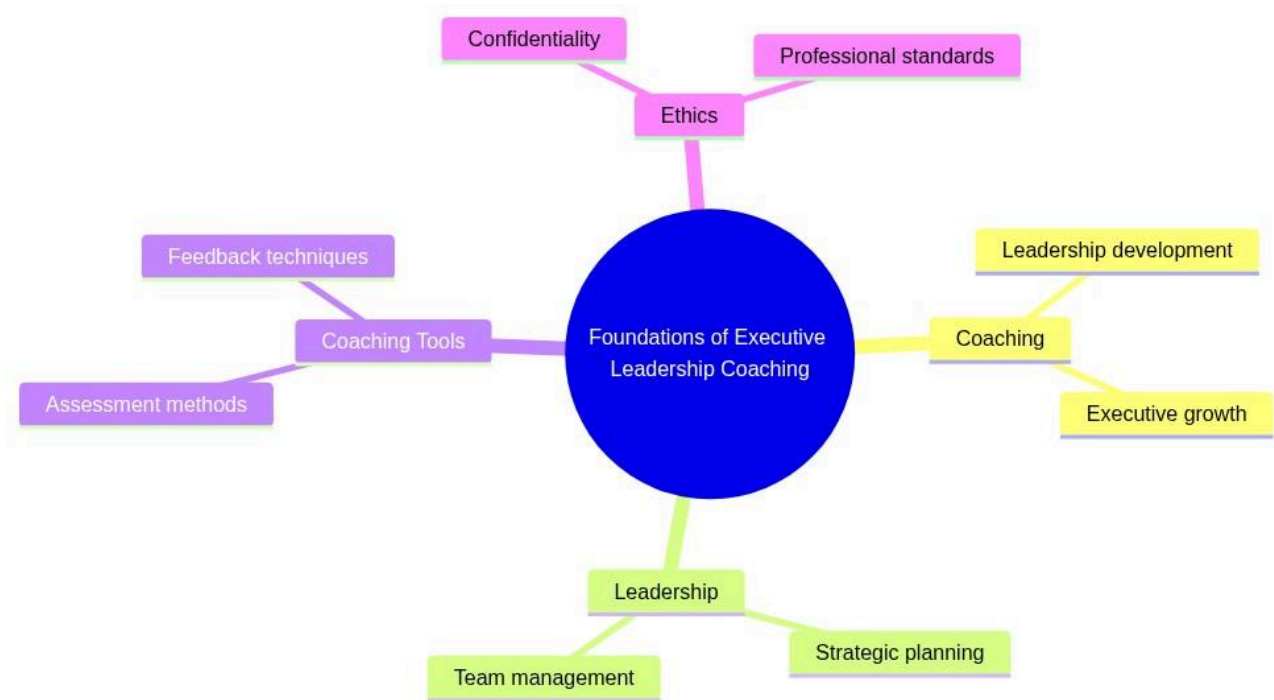 Confidentiality
Professional standards
Ethics
Feedback techniques
Leadership development
Coaching Tools
Foundations of Executive
Leadership Coaching
Coaching
Assessment methods
Executive growth
Leadership
Team management
Strategic planning